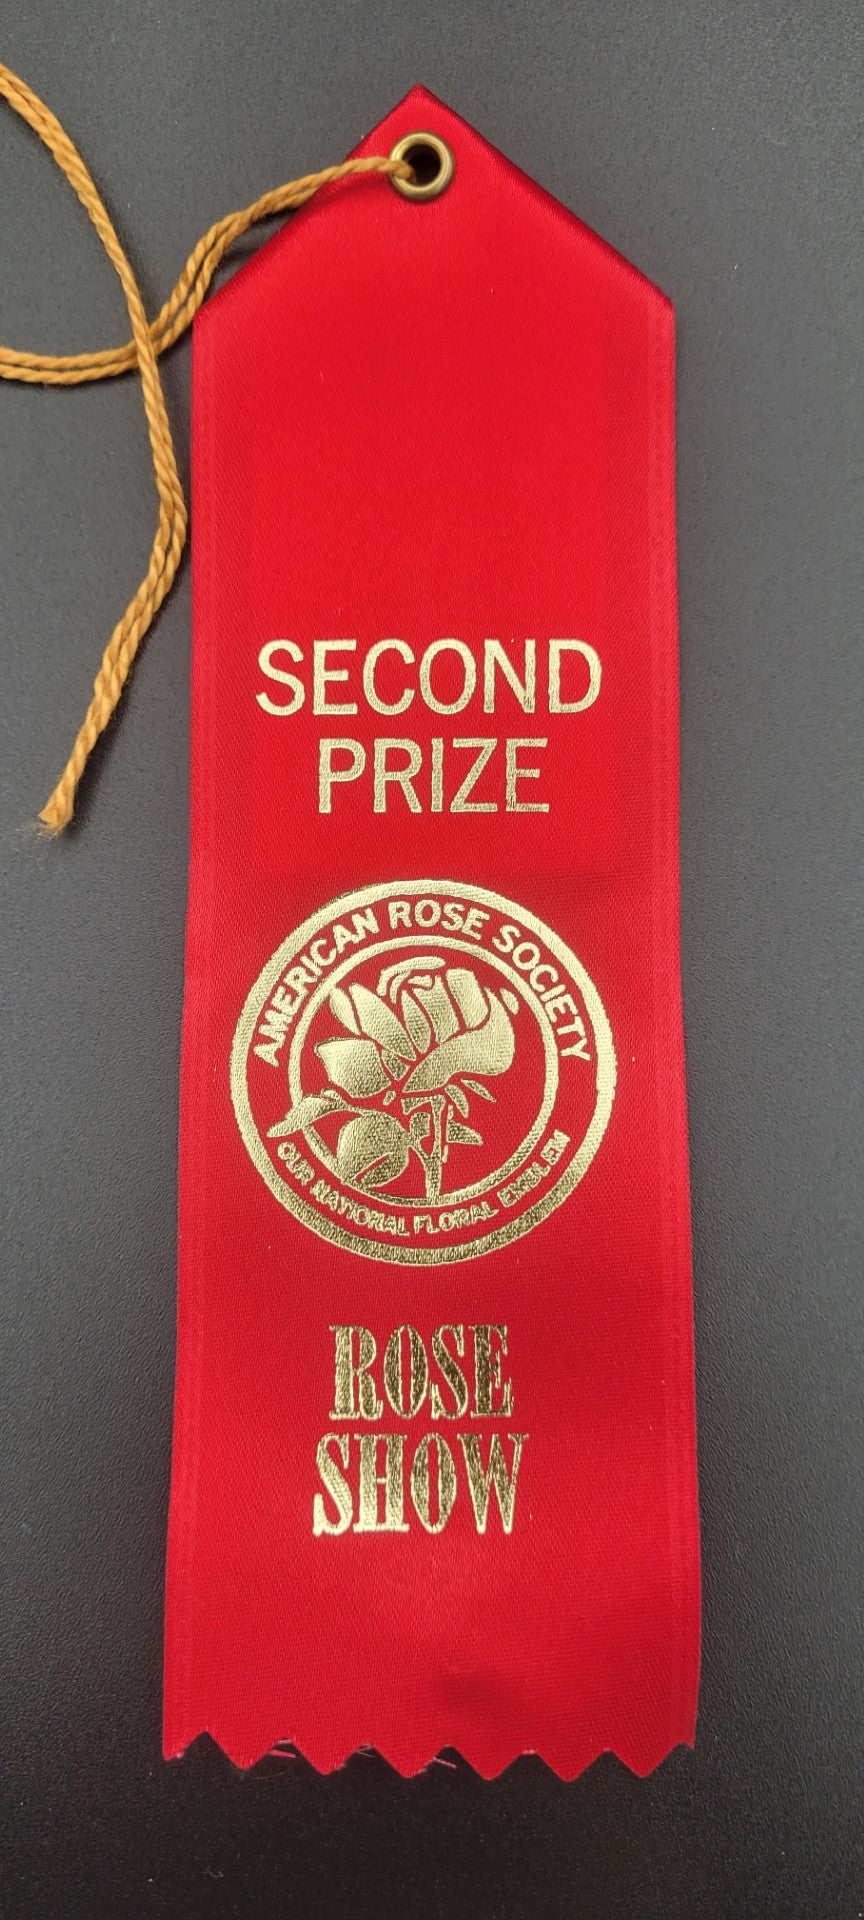 SECOND
PRIZE
AMERICAN ROSE SOCIETY
OUR NATIONAL FLORAL EMBLEM
ROSE
SHOW